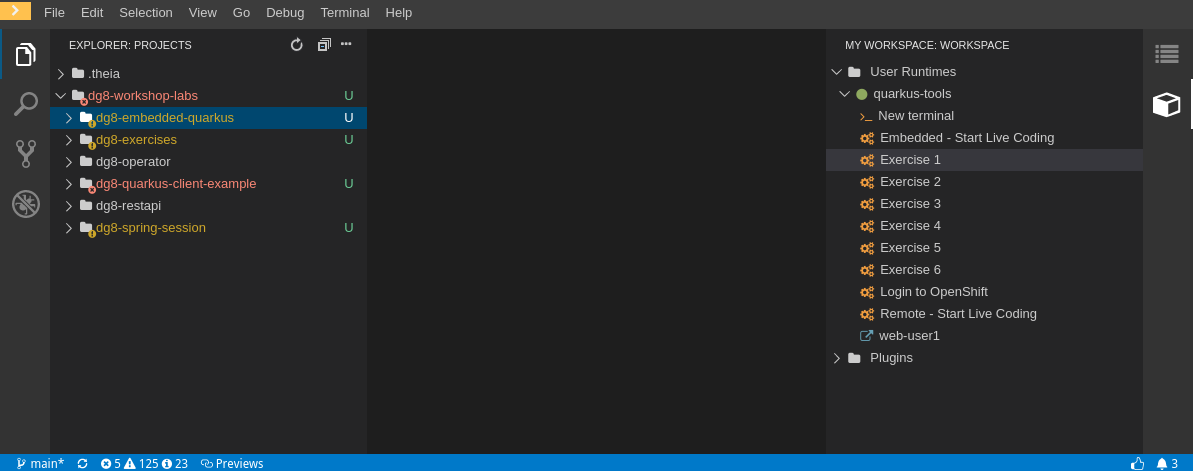 File Edit Selection View Go Debug Terminal Help
EXPLORER: PROJECTS
.theia
dg8-workshop-labs U
dg8-embedded-quarkus U
dg8-exercises U
dg8-operator
dg8-quarkus-client-example U
dg8-restapi
dg8-spring-session U
MY WORKSPACE: WORKSPACE
User Runtimes
quarkus-tools
New terminal
Embedded - Start Live Coding
Exercise 1
Exercise 2
Exercise 3
Exercise 4
Exercise 5
Exercise 6
Login to OpenShift
Remote - Start Live Coding
web-user1
Plugins
main* 5 125 23 Previews 3